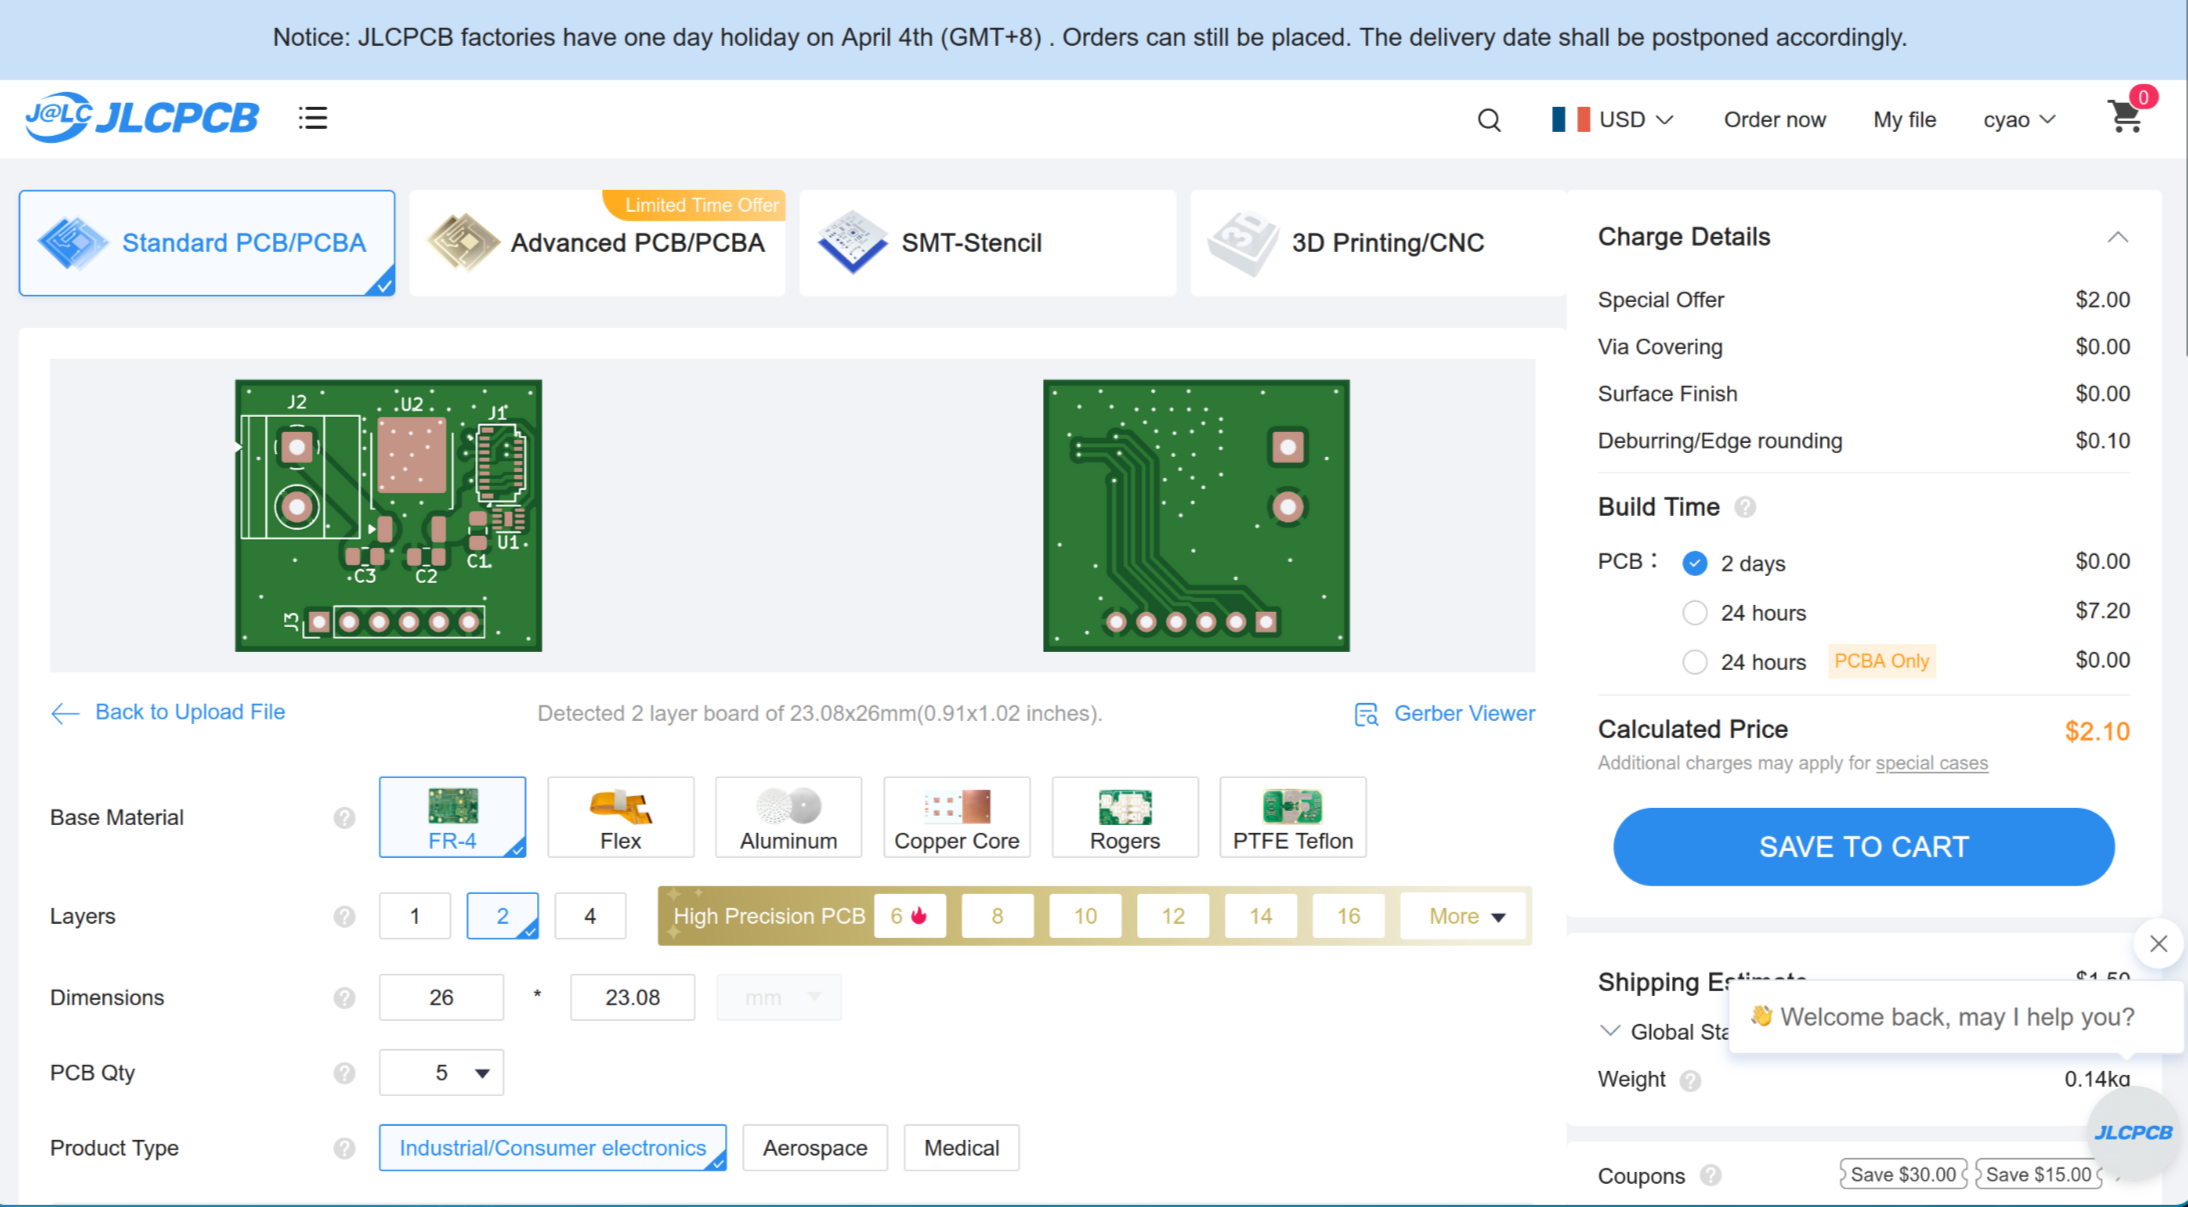 Notice: JLCPCB factories have one day holiday on April 4th (GMT+8) . Orders can still be placed. The delivery date shall be postponed accordingly.
J@LC JLCPCB
USD
Order now
My file
cyao
0
Standard PCB/PCBA
Limited Time Offer
Advanced PCB/PCBA
SMT-Stencil
3D
3D Printing/CNC
J2
U2
J1
U1
C1
C3
C2
J3
Back to Upload File
Detected 2 layer board of 23.08x26mm(0.91x1.02 inches).
Gerber Viewer
Base Material
?
FR-4
Flex
Aluminum
Copper Core
Rogers
PTFE Teflon
Layers
?
1
2
4
High Precision PCB
6
8
10
12
14
16
More
Dimensions
?
26
*
23.08
mm
PCB Qty
?
5
Product Type
?
Industrial/Consumer electronics
Aerospace
Medical
Charge Details
Special Offer $2.00
Via Covering $0.00
Surface Finish $0.00
Deburring/Edge rounding $0.10
Build Time ?
PCB : 2 days $0.00
24 hours $7.20
24 hours PCBA Only $0.00
Calculated Price $2.10
Additional charges may apply for special cases
SAVE TO CART
Shipping Estimate $1.50
Global Sta
👋 Welcome back, may I help you?
Weight ? 0.14kg
JLCPCB
Coupons ? Save $30.00 Save $15.00